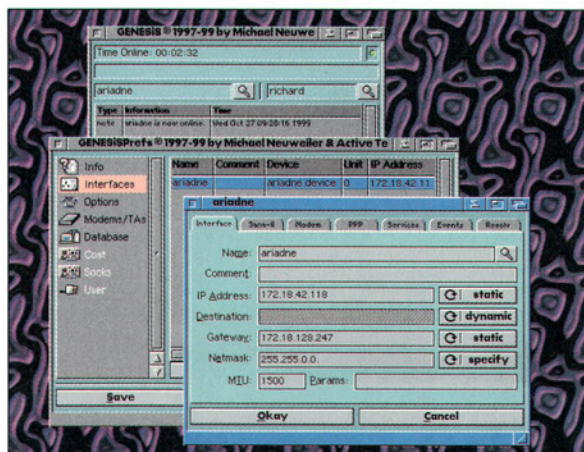 GENESiS © 1997-99 by Michael Neuwe
Time Online: 00:02:32
ariadne
richard
Type Information Time
note ariadne is now online. Wed Oct 27 09:28:16 1999
GENESiSPrefs © 1997-99 by Michael Neuweiler & Active Te
Info
Interfaces
Options
Modems/TAs
Database
Cost
Socks
User
Name Comment Device Unit IP Address
ariadne ariadne.device 0 172.18.42.11
Save
ariadne
Interface Sana-II Modem PPP Services Events Resolv
Name: ariadne
Comment:
IP Address: 172.18.42.118 static
Destination: dynamic
Gateway: 172.18.128.247 static
Netmask: 255.255.0.0. specify
MTU: 1500 Params:
Okay Cancel